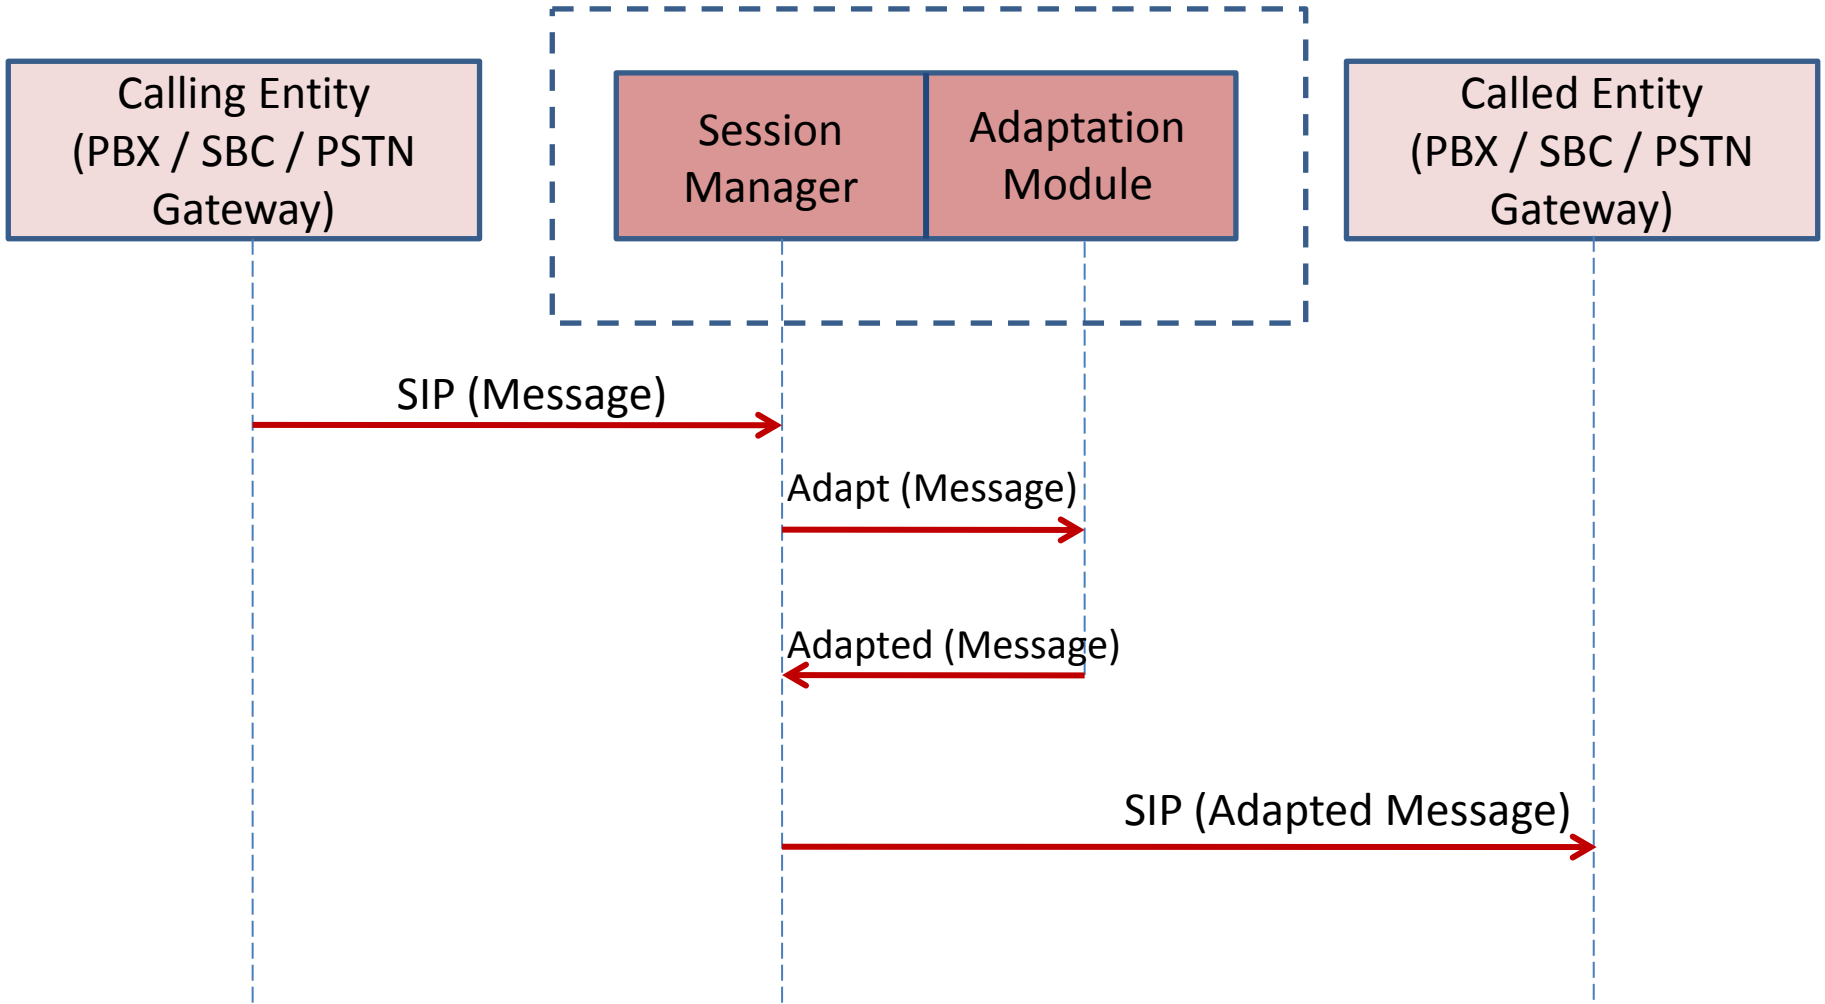 Calling Entity
(PBX / SBC / PSTN
Gateway)
Session
Manager
Adaptation
Module
Called Entity
(PBX / SBC / PSTN
Gateway)
SIP (Message)
Adapt (Message)
Adapted (Message)
SIP (Adapted Message)